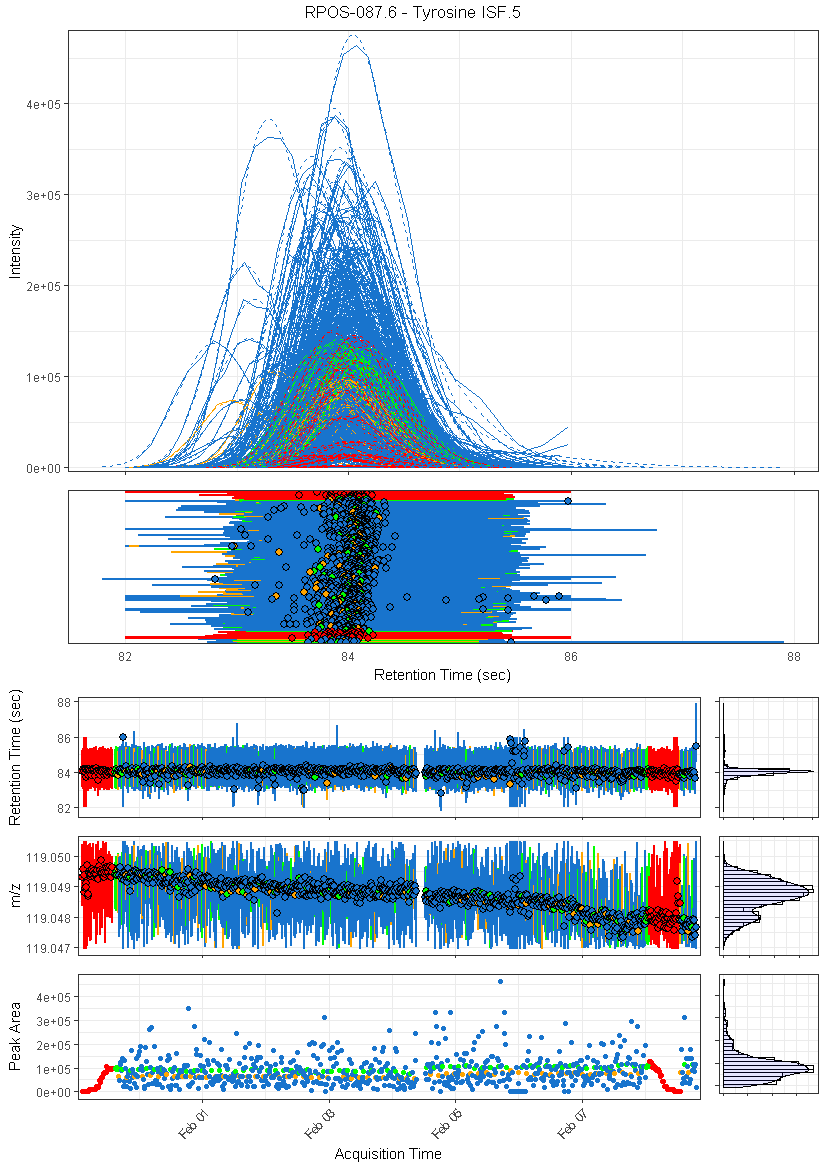 RPOS-087.6 - Tyrosine ISF.5
Intensity
4e+05
3e+05
2e+05
1e+05
0e+00
82
84
86
88
Retention Time (sec)
Retention Time (sec)
88
86
84
82
m/z
119.050
119.049
119.048
119.047
Peak Area
4e+05
3e+05
2e+05
1e+05
0e+00
Feb 01
Feb 03
Feb 05
Feb 07
Acquisition Time